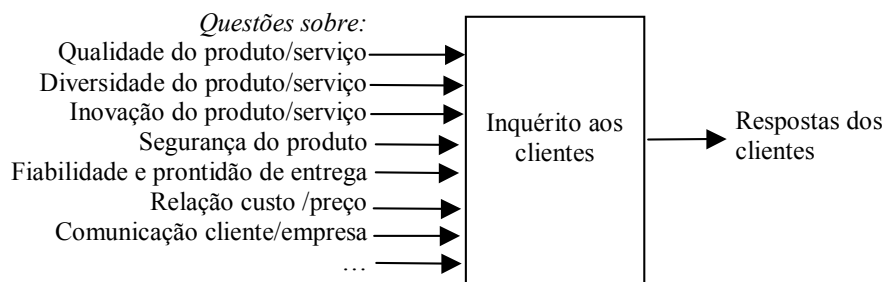 Questões sobre:
Qualidade do produto/serviço
Diversidade do produto/serviço
Inovação do produto/serviço
Segurança do produto
Fiabilidade e prontidão de entrega
Relação custo /preço
Comunicação cliente/empresa
…
Inquérito aos
clientes
Respostas dos
clientes